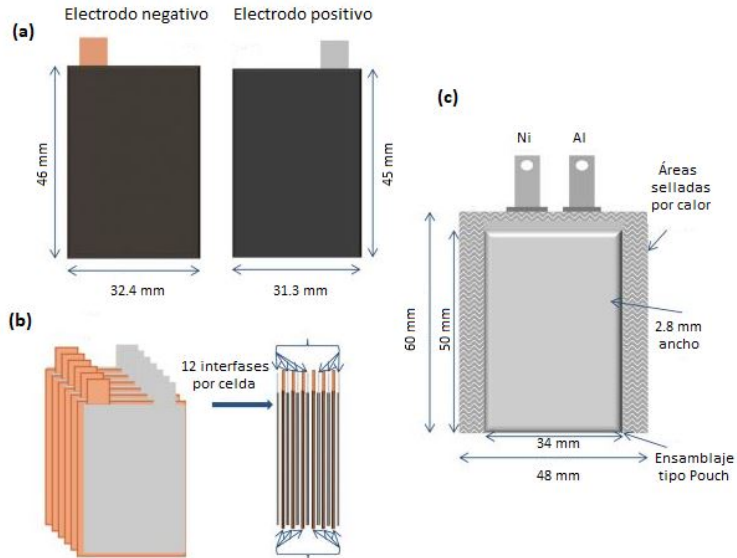 Electrodo negativo
Electrodo positivo
(a)
46 mm
45 mm
32.4 mm
31.3 mm
(b)
12 interfases
por celda
(c)
Ni
Al
Áreas
selladas
por calor
60 mm
50 mm
2.8 mm
ancho
34 mm
48 mm
Ensamblaje
tipo Pouch